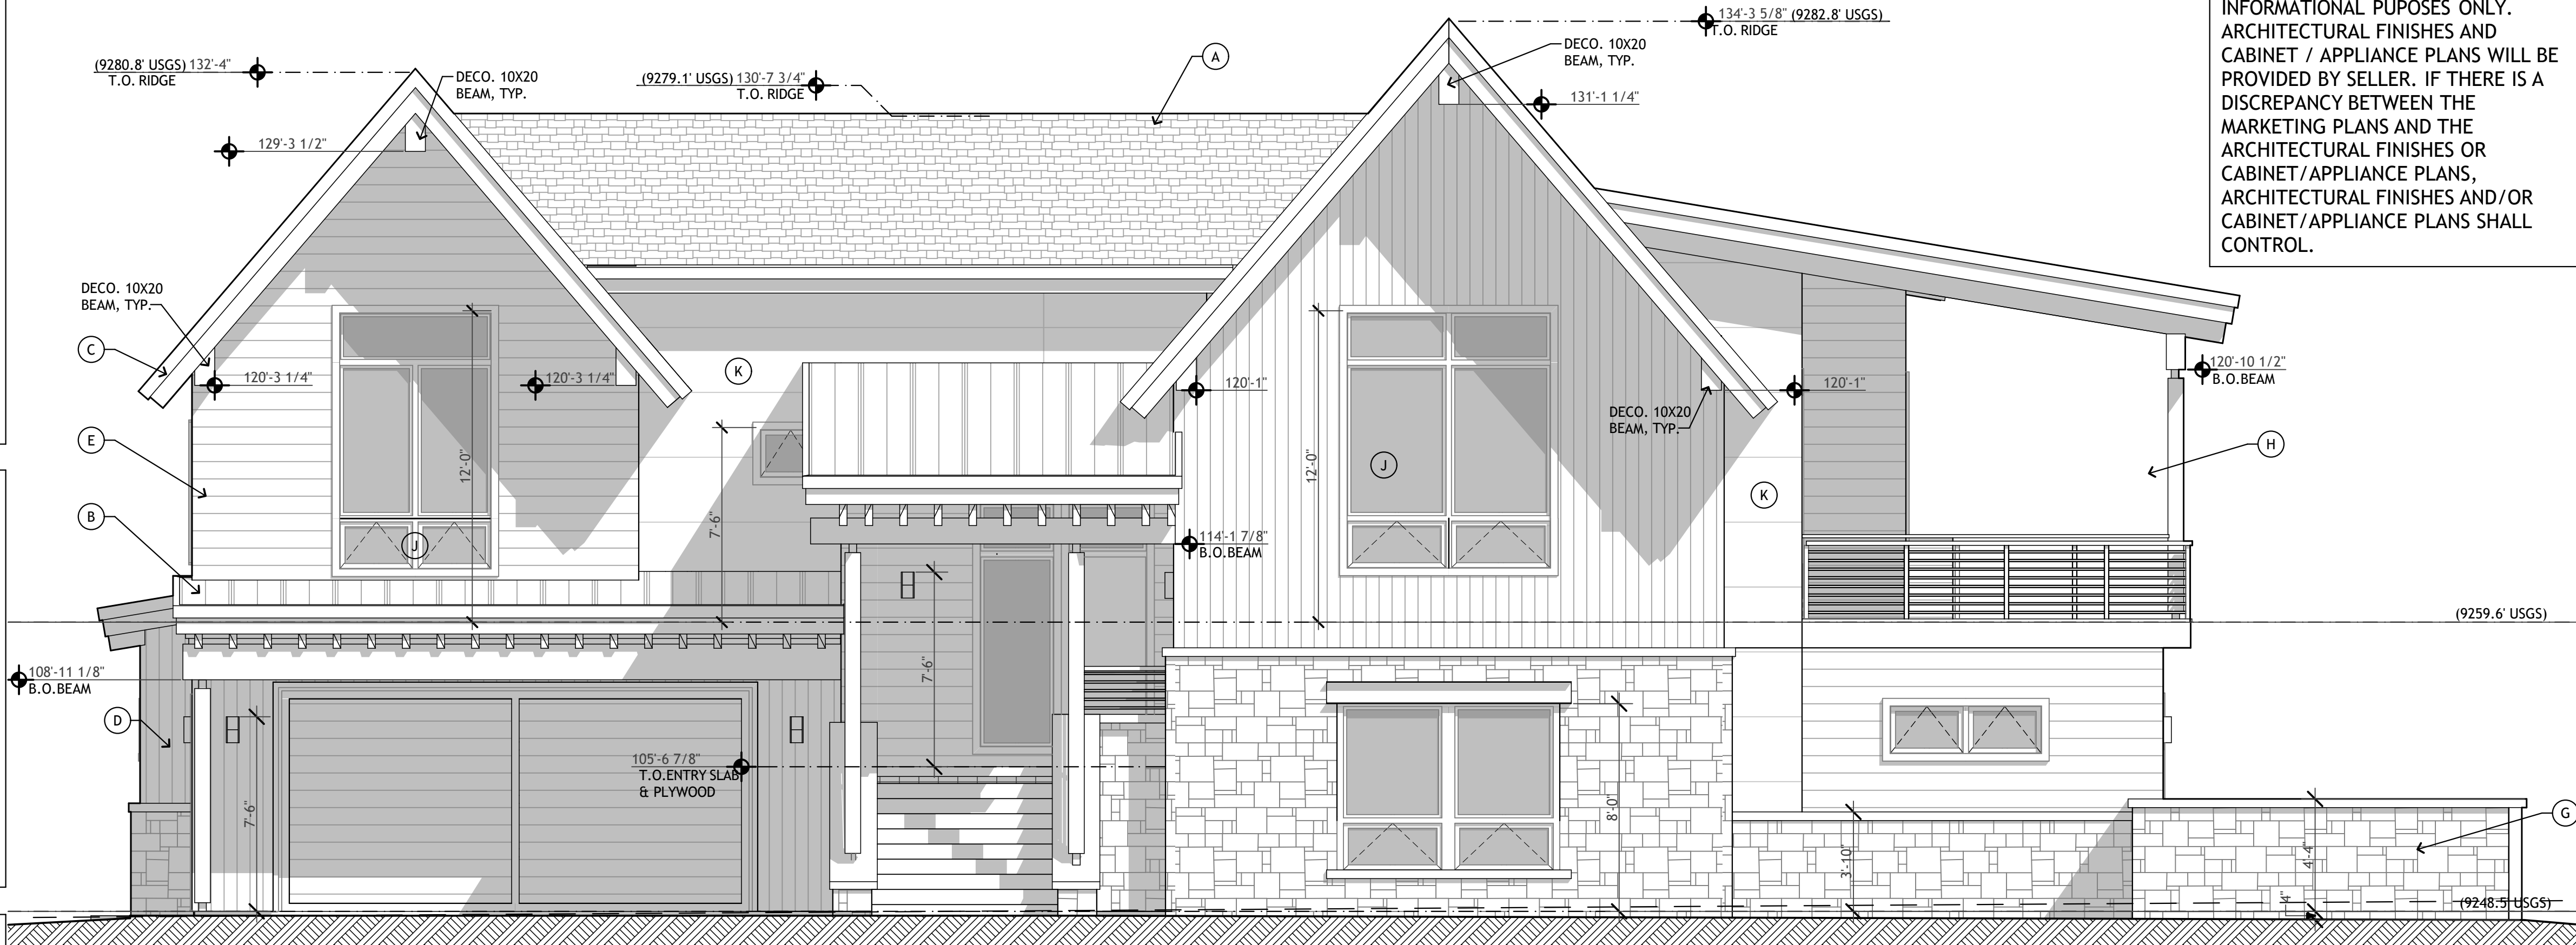 INFORMATIONAL PUPOSES ONLY.
ARCHITECTURAL FINISHES AND
CABINET / APPLIANCE PLANS WILL BE
PROVIDED BY SELLER. IF THERE IS A
DISCREPANCY BETWEEN THE
MARKETING PLANS AND THE
ARCHITECTURAL FINISHES OR
CABINET/APPLIANCE PLANS,
ARCHITECTURAL FINISHES AND/OR
CABINET/APPLIANCE PLANS SHALL
CONTROL.
134'-3 5/8" (9282.8' USGS)
T.O. RIDGE
DECO. 10X20
BEAM, TYP.
A
(9280.8' USGS) 132'-4"
T.O. RIDGE
DECO. 10X20
BEAM, TYP.
(9279.1' USGS) 130'-7 3/4"
T.O. RIDGE
131'-1 1/4"
129'-3 1/2"
DECO. 10X20
BEAM, TYP.
C
K
120'-3 1/4"
120'-3 1/4"
120'-1"
120'-1"
120'-10 1/2"
B.O.BEAM
DECO. 10X20
BEAM, TYP.
E
H
12'-0"
12'-0"
J
K
B
7'-6"
J
114'-1 7/8"
B.O.BEAM
(9259.6' USGS)
108'-11 1/8"
B.O.BEAM
7'-6"
D
105'-6 7/8"
T.O.ENTRY SLAB
& PLYWOOD
7'-6"
8'-0"
3'-10"
4'-4"
G
4"
(9248.5' USGS)